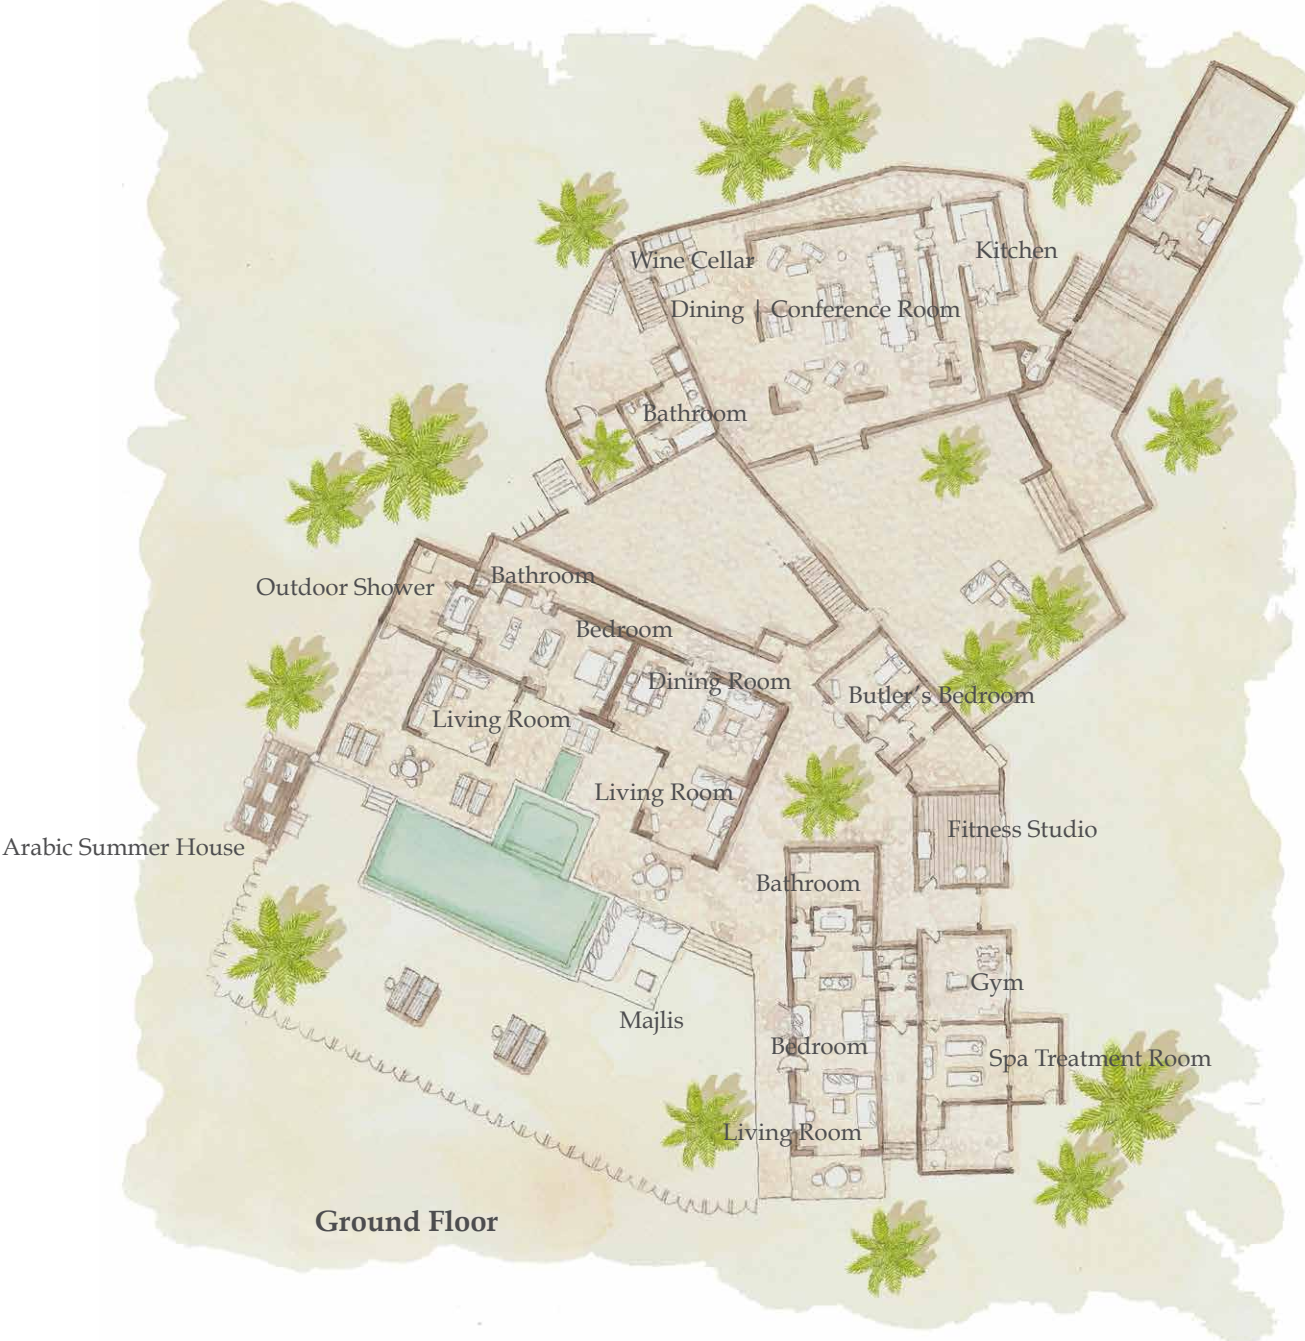 Wine Cellar
Kitchen
Dining | Conference Room
Bathroom
Outdoor Shower
Bathroom
Bedroom
Dining Room
Butler's Bedroom
Living Room
Living Room
Fitness Studio
Arabic Summer House
Bathroom
Gym
Majlis
Bedroom
Spa Treatment Room
Living Room
Ground Floor